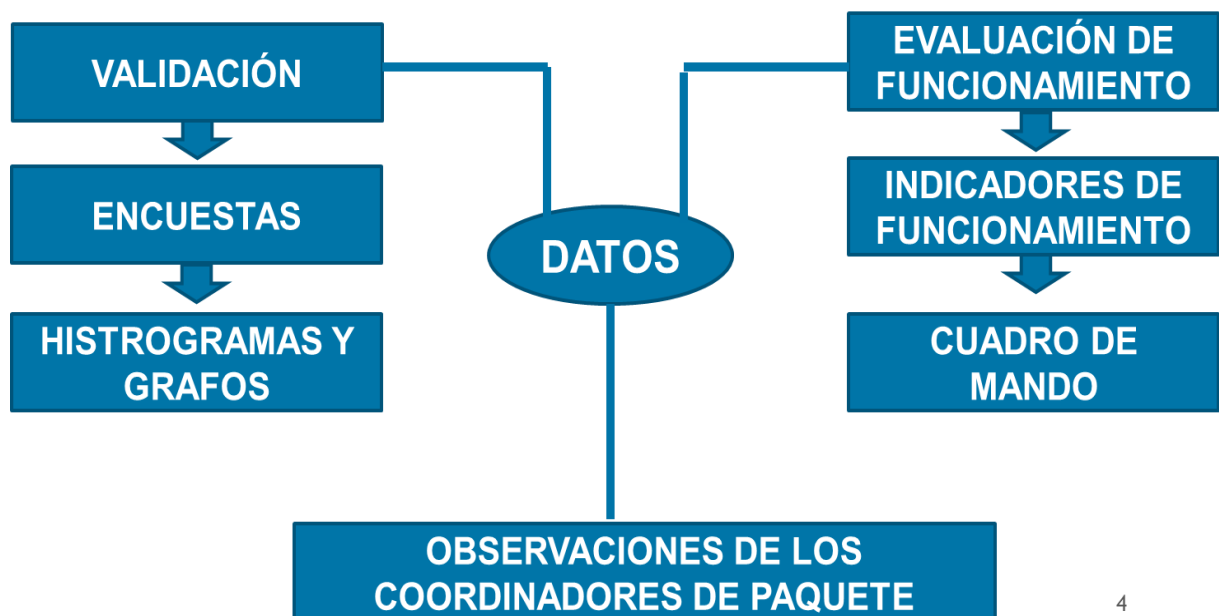 VALIDACIÓN
ENCUESTAS
HISTROGRAMAS Y
GRAFOS
DATOS
EVALUACIÓN DE
FUNCIONAMIENTO
INDICADORES DE
FUNCIONAMIENTO
CUADRO DE
MANDO
OBSERVACIONES DE LOS
COORDINADORES DE PAQUETE
4